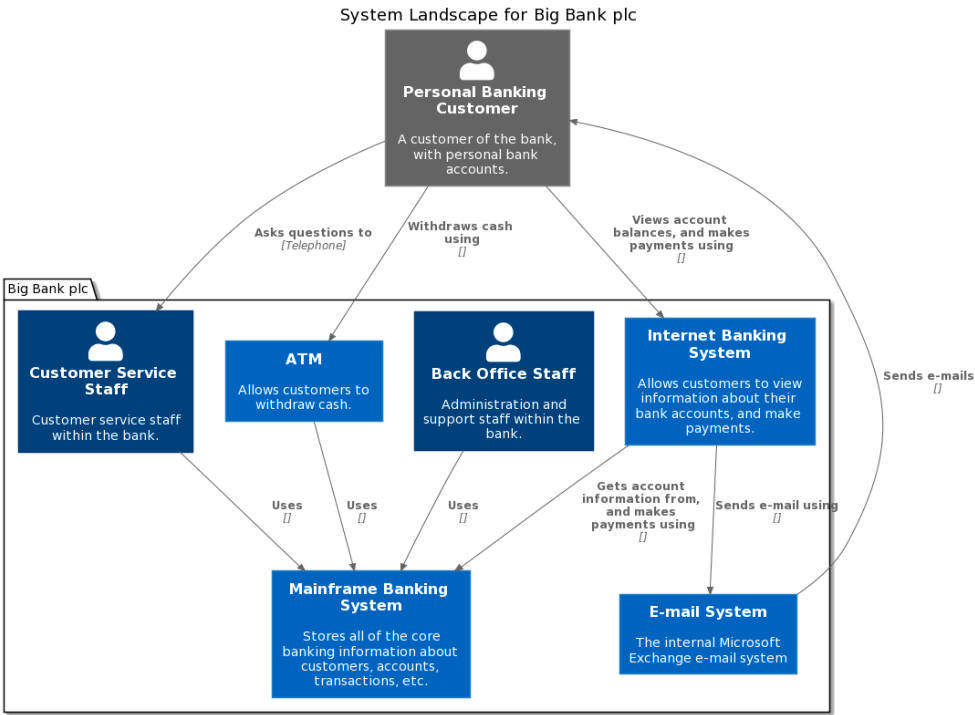 System Landscape for Big Bank plc
Personal Banking
Customer
A customer of the bank,
with personal bank
accounts.
Asks questions to
[Telephone]
Withdraws cash
using
[]
Views account
balances, and makes
payments using
[]
Big Bank plc
Customer Service
Staff
Customer service staff
within the bank.
ATM
Allows customers to
withdraw cash.
Back Office Staff
Administration and
support staff within the
bank.
Internet Banking
System
Allows customers to view
information about their
bank accounts, and make
payments.
Sends e-mails
[]
Uses
[]
Uses
[]
Uses
[]
Gets account
information from,
and makes
payments using
[]
Sends e-mail using
[]
Mainframe Banking
System
Stores all of the core
banking information about
customers, accounts,
transactions, etc.
E-mail System
The internal Microsoft
Exchange e-mail system